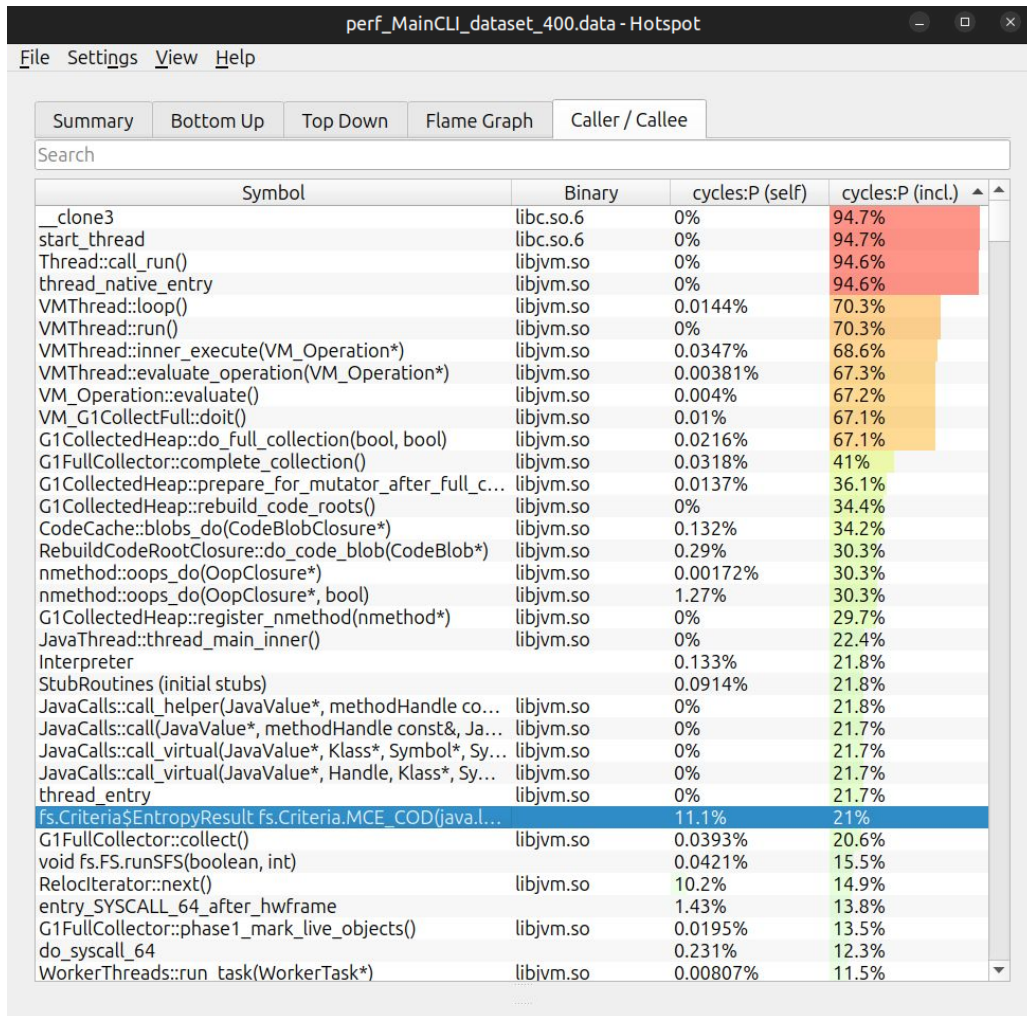 perf_MainCLI_dataset_400.data - Hotspot
File Settings View Help
Summary Bottom Up Top Down Flame Graph Caller / Callee
Search
Symbol Binary cycles:P (self) cycles:P (incl.)
__clone3 libc.so.6 0% 94.7%
start_thread libc.so.6 0% 94.7%
Thread::call_run() libjvm.so 0% 94.6%
thread_native_entry libjvm.so 0% 94.6%
VMThread::loop() libjvm.so 0.0144% 70.3%
VMThread::run() libjvm.so 0% 70.3%
VMThread::inner_execute(VM_Operation*) libjvm.so 0.0347% 68.6%
VMThread::evaluate_operation(VM_Operation*) libjvm.so 0.00381% 67.3%
VM_Operation::evaluate() libjvm.so 0.004% 67.2%
VM_G1CollectFull::doit() libjvm.so 0.01% 67.1%
G1CollectedHeap::do_full_collection(bool, bool) libjvm.so 0.0216% 67.1%
G1FullCollector::complete_collection() libjvm.so 0.0318% 41%
G1CollectedHeap::prepare_for_mutator_after_full_c... libjvm.so 0.0137% 36.1%
G1CollectedHeap::rebuild_code_roots() libjvm.so 0% 34.4%
CodeCache::blobs_do(CodeBlobClosure*) libjvm.so 0.132% 34.2%
RebuildCodeRootClosure::do_code_blob(CodeBlob*) libjvm.so 0.29% 30.3%
nmethod::oops_do(OopClosure*) libjvm.so 0.00172% 30.3%
nmethod::oops_do(OopClosure*, bool) libjvm.so 1.27% 30.3%
G1CollectedHeap::register_nmethod(nmethod*) libjvm.so 0% 29.7%
JavaThread::thread_main_inner() libjvm.so 0% 22.4%
Interpreter 0.133% 21.8%
StubRoutines (initial stubs) 0.0914% 21.8%
JavaCalls::call_helper(JavaValue*, methodHandle co... libjvm.so 0% 21.8%
JavaCalls::call(JavaValue*, methodHandle const&, Ja... libjvm.so 0% 21.7%
JavaCalls::call_virtual(JavaValue*, Klass*, Symbol*, Sy... libjvm.so 0% 21.7%
JavaCalls::call_virtual(JavaValue*, Handle, Klass*, Sy... libjvm.so 0% 21.7%
thread_entry libjvm.so 0% 21.7%
fs.Criteria$EntropyResult fs.Criteria.MCE_COD(java.l... 11.1% 21%
G1FullCollector::collect() libjvm.so 0.0393% 20.6%
void fs.FS.runSFS(boolean, int) 0.0421% 15.5%
RelocIterator::next() libjvm.so 10.2% 14.9%
entry_SYSCALL_64_after_hwframe 1.43% 13.8%
G1FullCollector::phase1_mark_live_objects() libjvm.so 0.0195% 13.5%
do_syscall_64 0.231% 12.3%
WorkerThreads::run_task(WorkerTask*) libjvm.so 0.00807% 11.5%